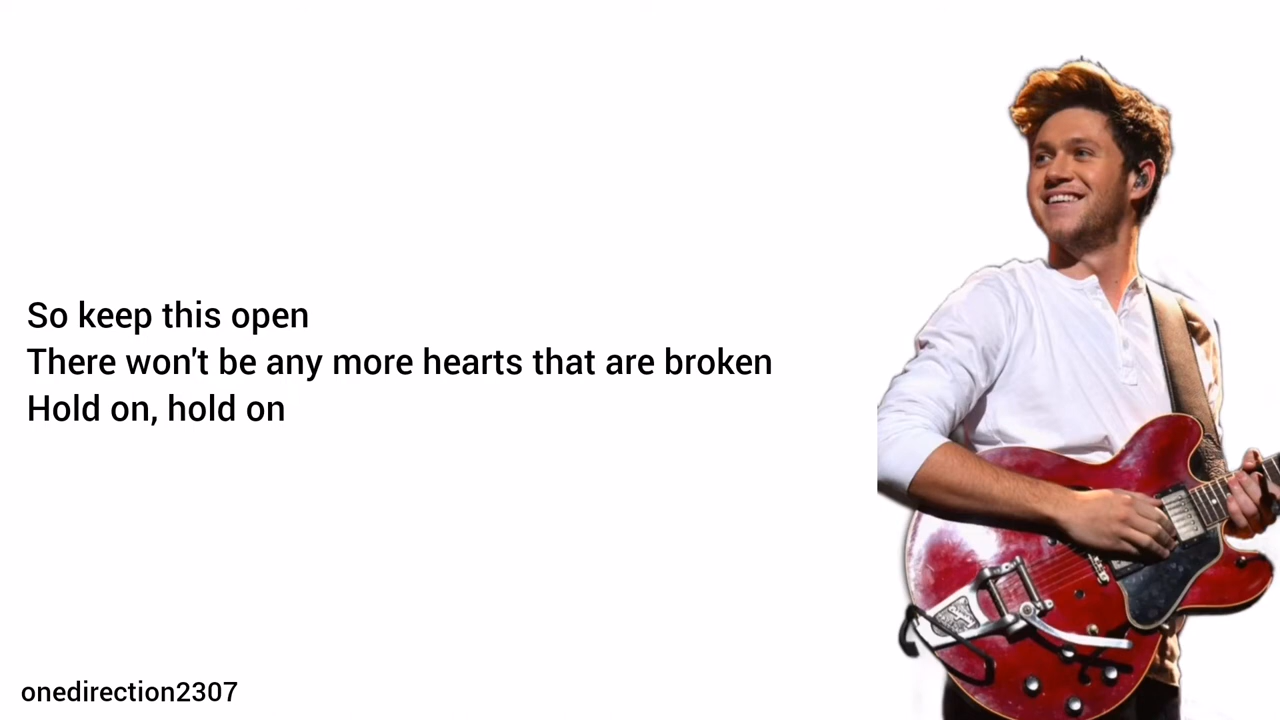 So keep this open
There won't be any more hearts that are broken
Hold on, hold on
onedirection2307